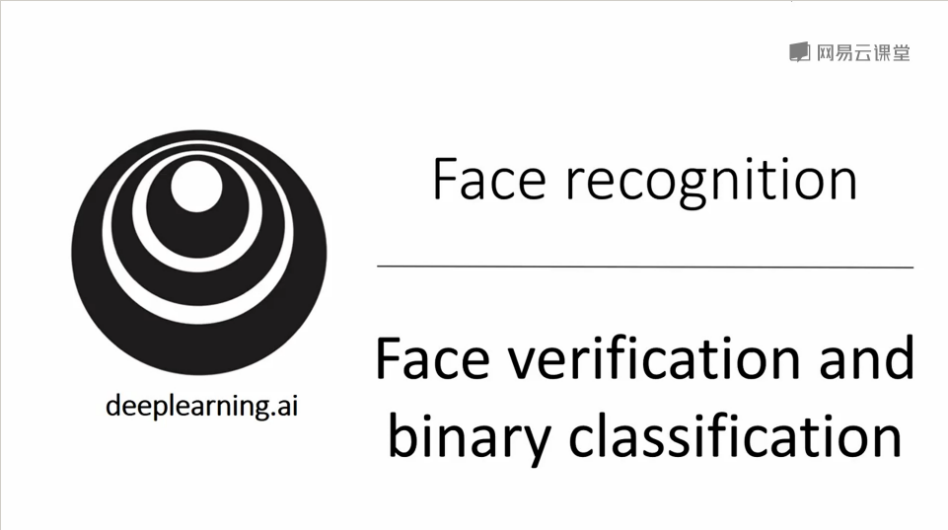 网易云课堂
Face recognition
Face verification and
binary classification
deeplearning.ai